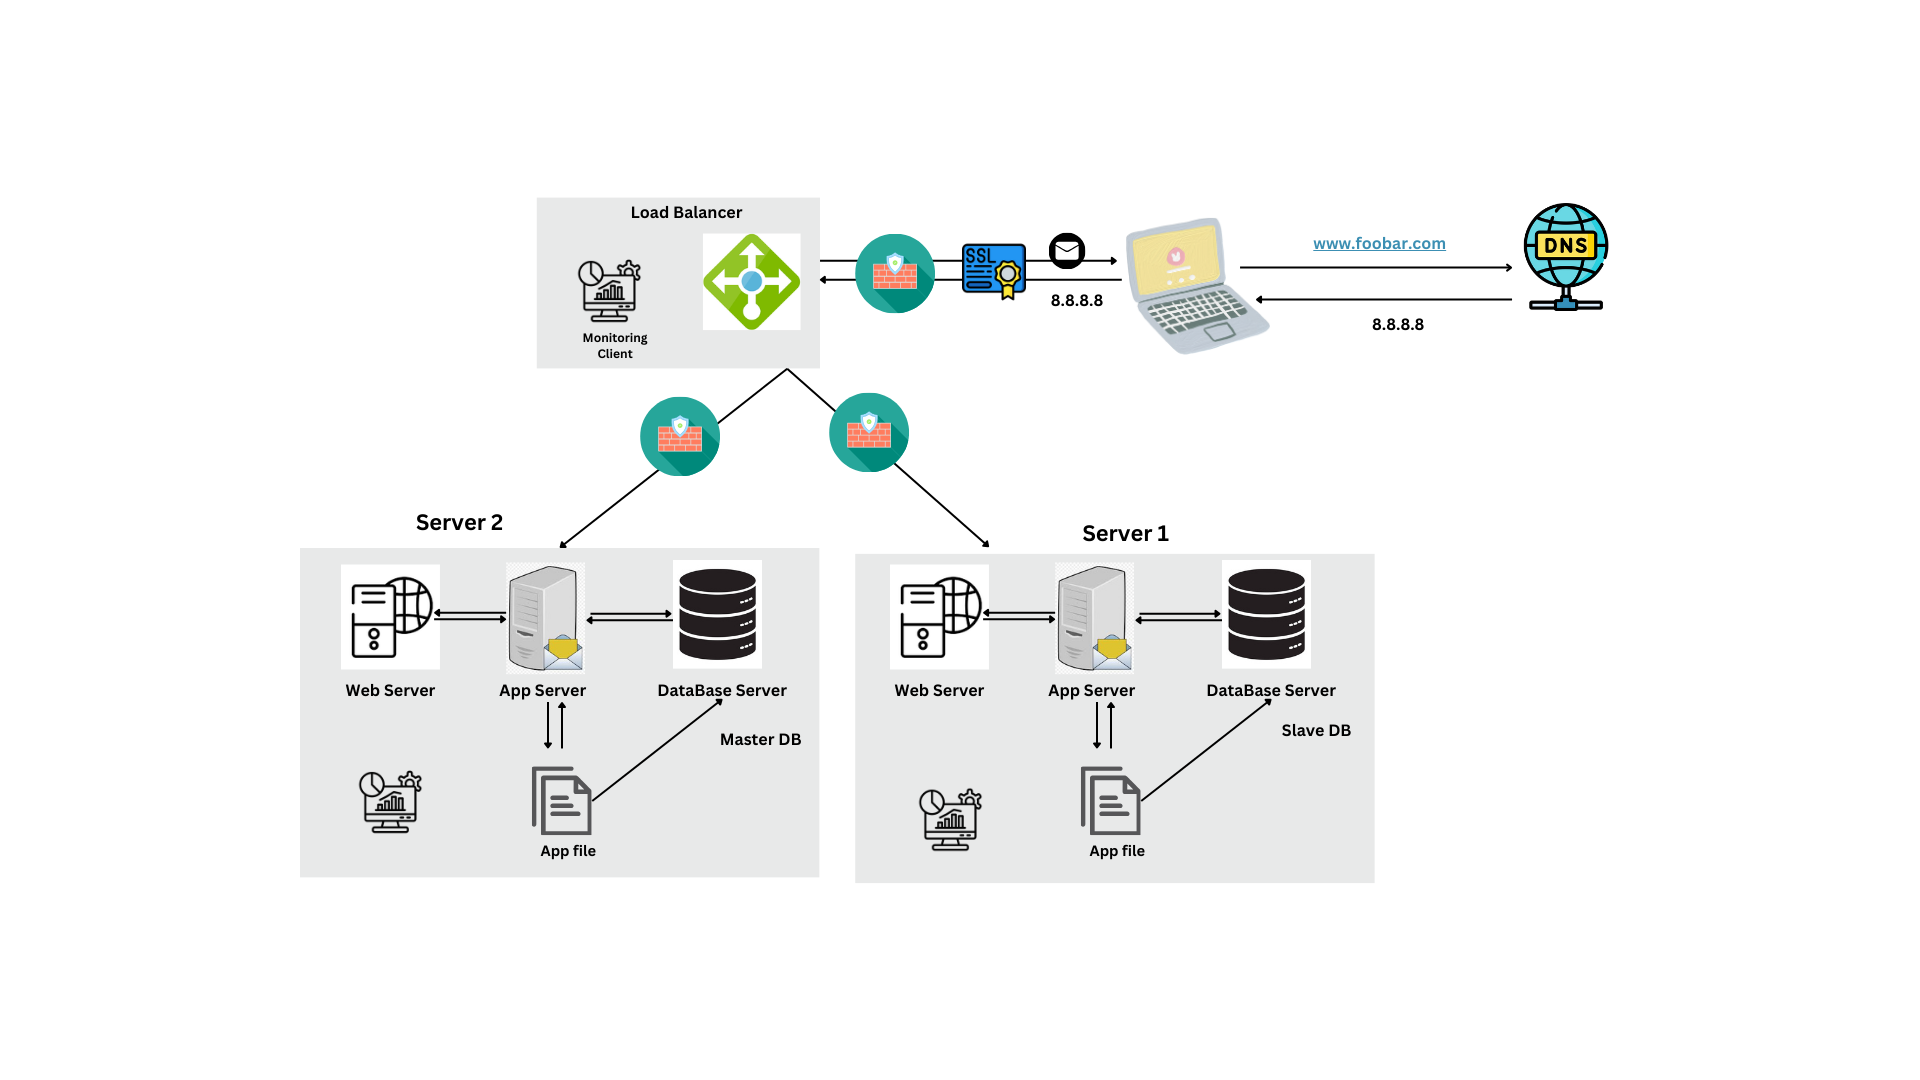 Load Balancer
Monitoring
Client
SSL
8.8.8.8
www.foobar.com
8.8.8.8
DNS
Server 2
Web Server
App Server
DataBase Server
Master DB
App file
Server 1
Web Server
App Server
DataBase Server
Slave DB
App file